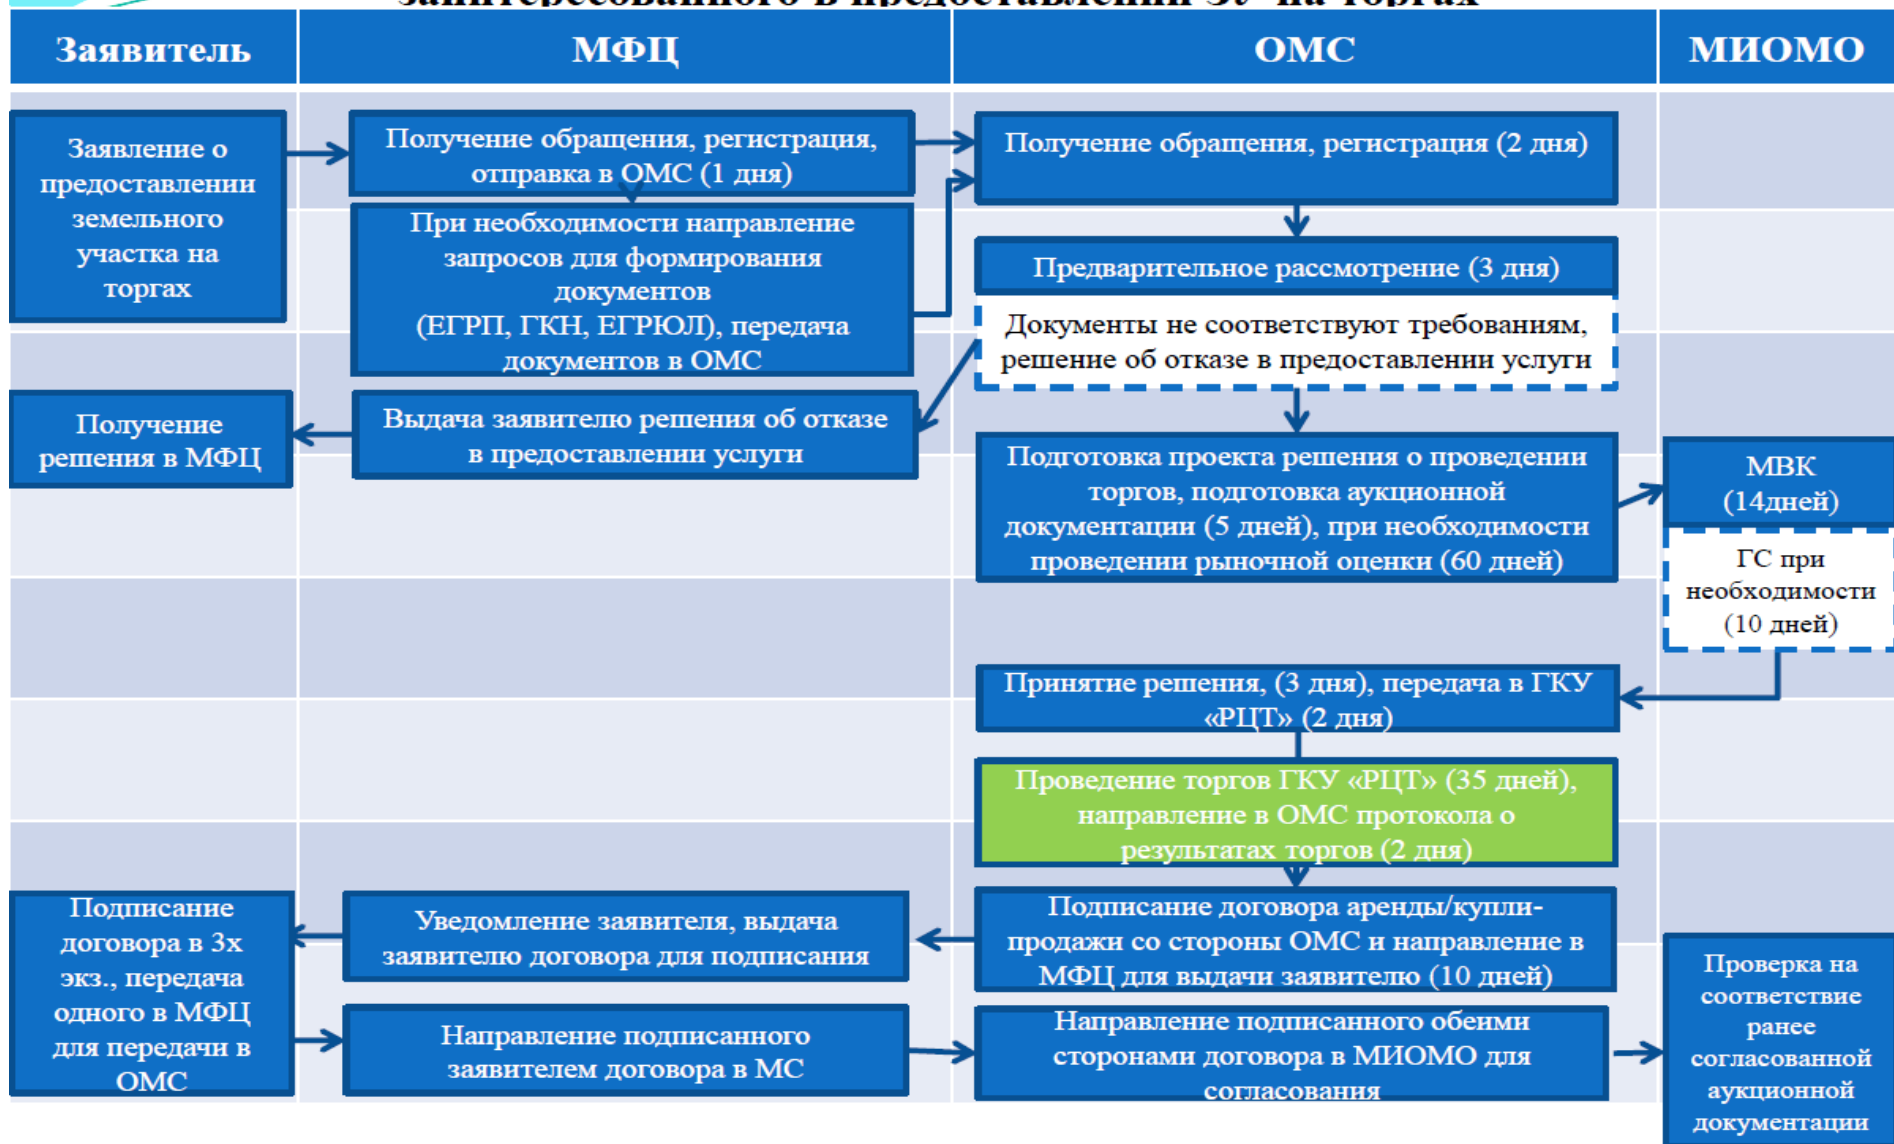 заинтересованного в предоставлении ЗУ на торгах
Заявитель
МФЦ
ОМС
МИОМО
Заявление о
предоставлении
земельного
участка на
торгах
Получение обращения, регистрация,
отправка в ОМС (1 дня)
Получение обращения, регистрация (2 дня)
При необходимости направление
запросов для формирования
документов
(ЕГРП, ГКН, ЕГРЮЛ), передача
документов в ОМС
Предварительное рассмотрение (3 дня)
Документы не соответствуют требованиям,
решение об отказе в предоставлении услуги
Получение
решения в МФЦ
Выдача заявителю решения об отказе
в предоставлении услуги
Подготовка проекта решения о проведении
торгов, подготовка аукционной
документации (5 дней), при необходимости
проведении рыночной оценки (60 дней)
МВК
(14дней)
ГС при
необходимости
(10 дней)
Принятие решения, (3 дня), передача в ГКУ
«РЦТ» (2 дня)
Проведение торгов ГКУ «РЦТ» (35 дней),
направление в ОМС протокола о
результатах торгов (2 дня)
Подписание
договора в 3х
экз., передача
одного в МФЦ
для передачи в
ОМС
Уведомление заявителя, выдача
заявителю договора для подписания
Подписание договора аренды/купли-
продажи со стороны ОМС и направление в
МФЦ для выдачи заявителю (10 дней)
Направление подписанного
заявителем договора в МС
Направление подписанного обеими
сторонами договора в МИОМО для
согласования
Проверка на
соответствие
ранее
согласованной
аукционной
документации